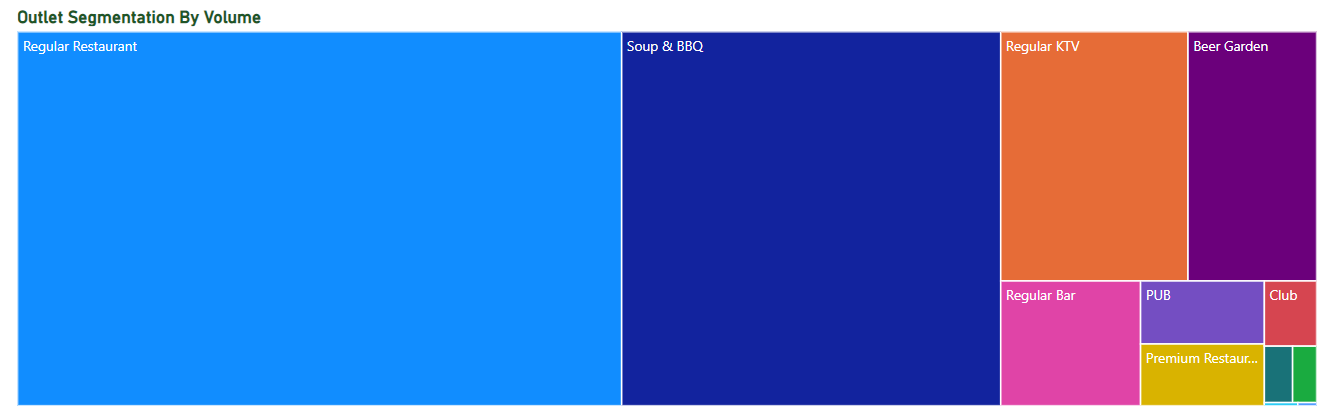 Outlet Segmentation By Volume
Regular Restaurant
Soup & BBQ
Regular KTV
Beer Garden
Regular Bar
PUB
Club
Premium Restaur...